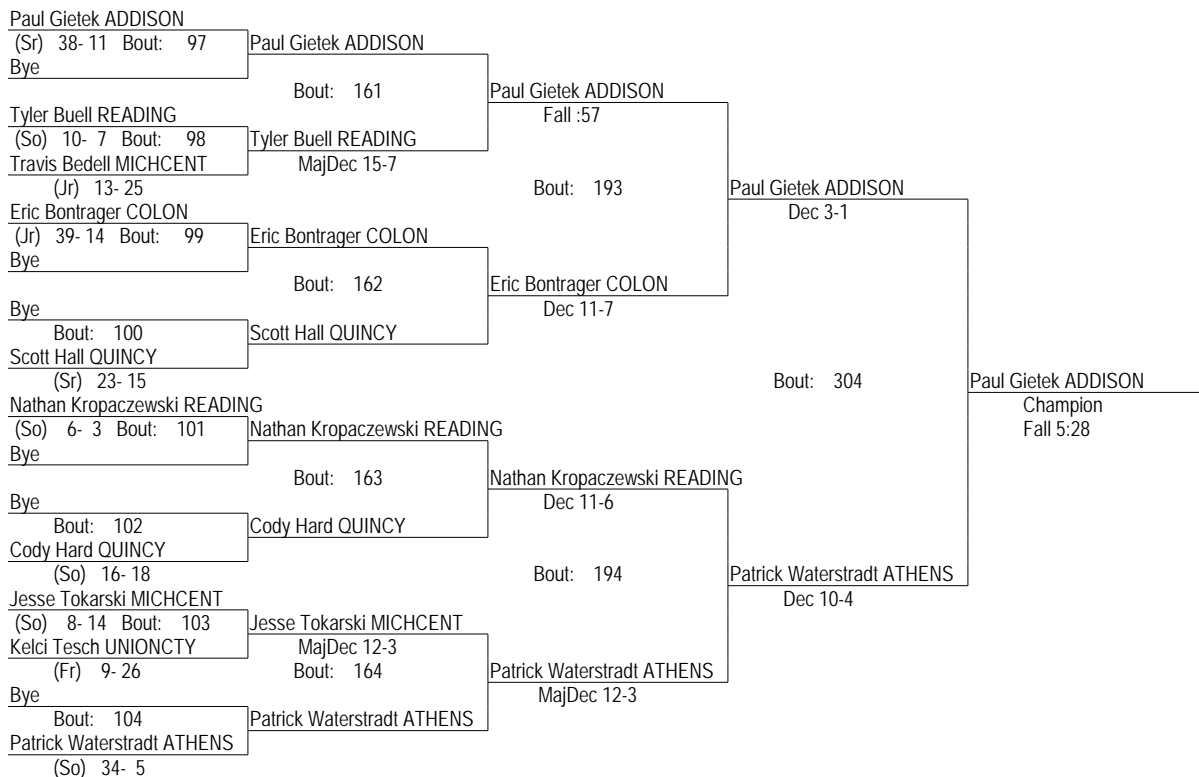 Paul Gietek ADDISON
(Sr) 38- 11 Bout: 97 Paul Gietek ADDISON
Bye
Bout: 161 Paul Gietek ADDISON
Tyler Buell READING Fall :57
(So) 10- 7 Bout: 98 Tyler Buell READING
Travis Bedell MICHCENT MajDec 15-7
(Jr) 13- 25 Bout: 193 Paul Gietek ADDISON
Eric Bontrager COLON Dec 3-1
(Jr) 39- 14 Bout: 99 Eric Bontrager COLON
Bye
Bout: 162 Eric Bontrager COLON
Bye Dec 11-7
Bout: 100 Scott Hall QUINCY
Scott Hall QUINCY
(Sr) 23- 15 Bout: 304 Paul Gietek ADDISON
Nathan Kropaczewski READING Champion
(So) 6- 3 Bout: 101 Nathan Kropaczewski READING Fall 5:28
Bye
Bout: 163 Nathan Kropaczewski READING
Bye Dec 11-6
Bout: 102 Cody Hard QUINCY
Cody Hard QUINCY
(So) 16- 18 Bout: 194 Patrick Waterstradt ATHENS
Jesse Tokarski MICHCENT Dec 10-4
(So) 8- 14 Bout: 103 Jesse Tokarski MICHCENT
Kelci Tesch UNIONCTY MajDec 12-3
(Fr) 9- 26 Bout: 164 Patrick Waterstradt ATHENS
Bye MajDec 12-3
Bout: 104 Patrick Waterstradt ATHENS
Patrick Waterstradt ATHENS
(So) 34- 5